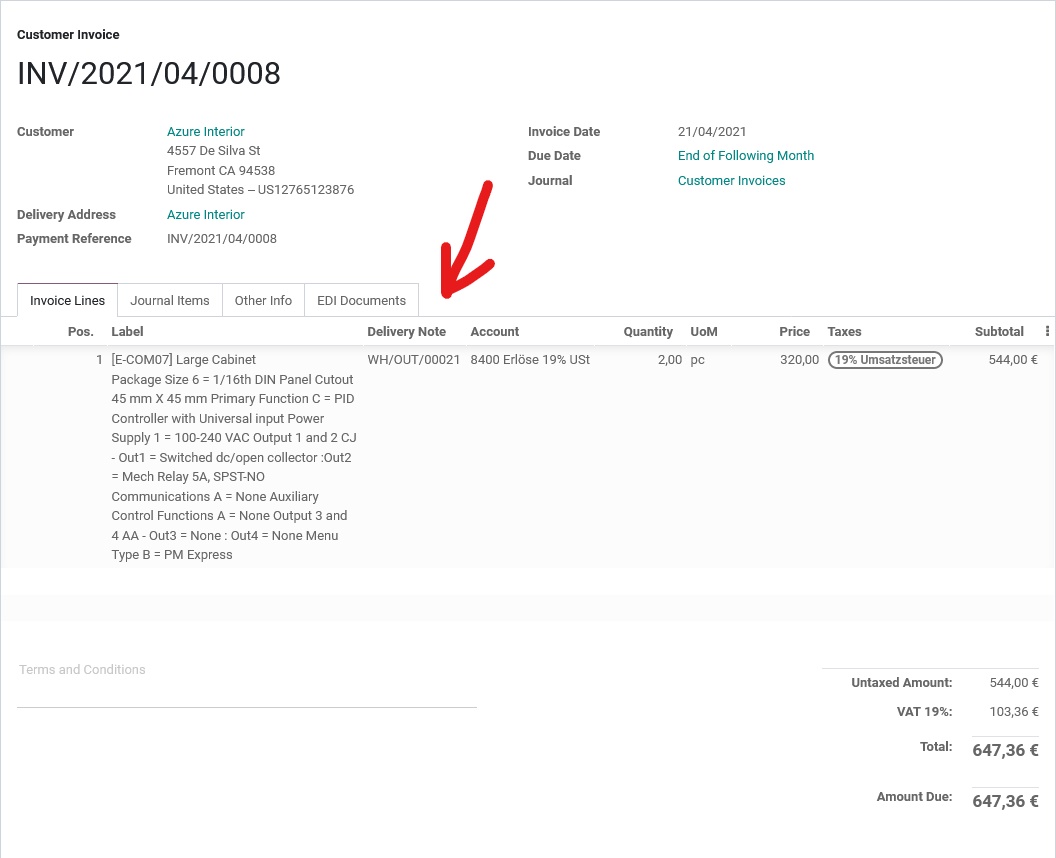 Customer Invoice
INV/2021/04/0008
Customer Azure Interior
4557 De Silva St
Fremont CA 94538
United States – US12765123876
Delivery Address Azure Interior
Payment Reference INV/2021/04/0008
Invoice Date 21/04/2021
Due Date End of Following Month
Journal Customer Invoices
Invoice Lines Journal Items Other Info EDI Documents
Pos. Label Delivery Note Account Quantity UoM Price Taxes Subtotal
1 [E-COM07] Large Cabinet WH/OUT/00021 8400 Erlöse 19% USt 2,00 pc 320,00 19% Umsatzsteuer 544,00 €
Package Size 6 = 1/16th DIN Panel Cutout
45 mm X 45 mm Primary Function C = PID
Controller with Universal input Power
Supply 1 = 100-240 VAC Output 1 and 2 CJ
- Out1 = Switched dc/open collector :Out2
= Mech Relay 5A, SPST-NO
Communications A = None Auxiliary
Control Functions A = None Output 3 and
4 AA - Out3 = None : Out4 = None Menu
Type B = PM Express
Terms and Conditions
Untaxed Amount: 544,00 €
VAT 19%: 103,36 €
Total: 647,36 €
Amount Due: 647,36 €